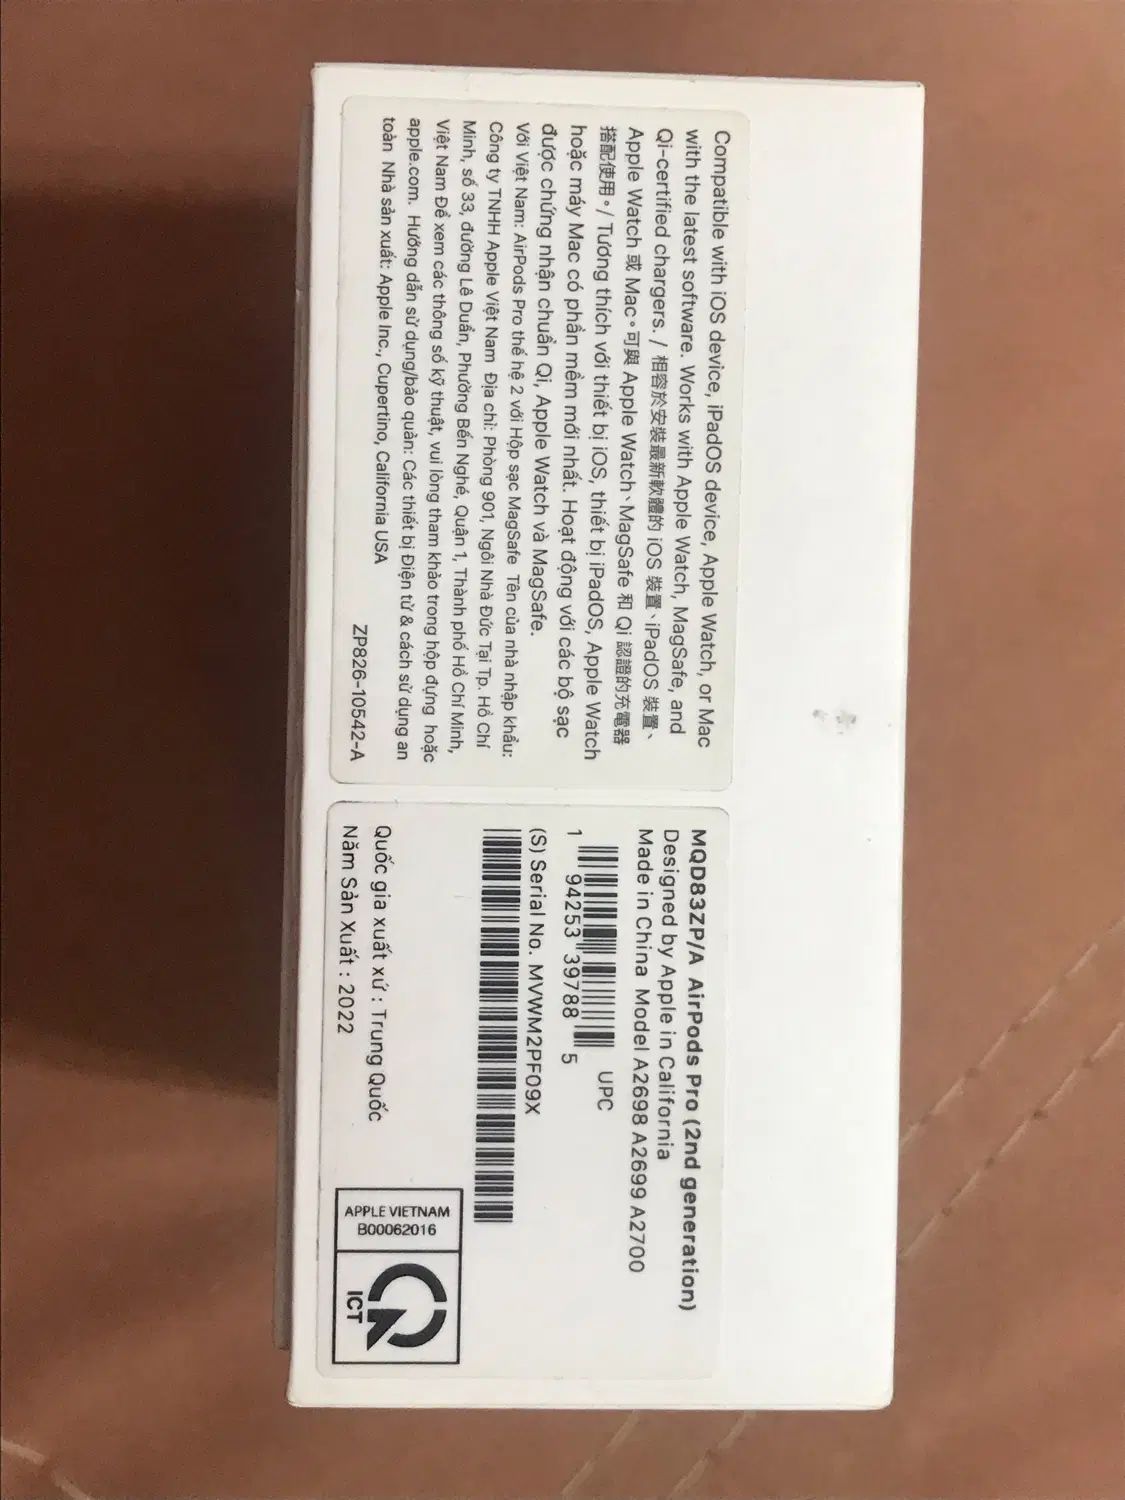 Compatible with iOS device, iPadOS device, Apple Watch, or Mac
with the latest software. Works with Apple Watch, MagSafe, and
Qi-certified chargers. / 相容於安裝最新軟體的 iOS 裝置、iPadOS 裝置、
Apple Watch 或 Mac。可與 Apple Watch、MagSafe 和 Qi 認證的充電器
搭配使用。/ Tương thích với thiết bị iOS, thiết bị iPadOS, Apple Watch
hoặc máy Mac có phần mềm mới nhất. Hoạt động với các bộ sạc
được chứng nhận chuẩn Qi, Apple Watch và MagSafe.
Với Việt Nam: AirPods Pro thế hệ 2 với Hộp sạc MagSafe Tên của nhà nhập khẩu:
Công ty TNHH Apple Việt Nam Địa chỉ: Phòng 901, Ngôi Nhà Đức Tại Tp. Hồ Chí
Minh, số 33, đường Lê Duẩn, Phường Bến Nghé, Quận 1, Thành phố Hồ Chí Minh,
Việt Nam Để xem các thông số kỹ thuật, vui lòng tham khảo trong hộp đựng hoặc
apple.com. Hướng dẫn sử dụng/bảo quản: Các thiết bị Điện tử & cách sử dụng an
toàn Nhà sản xuất: Apple Inc., Cupertino, California USA
ZP826-10542-A
MQD83ZP/A AirPods Pro (2nd generation)
Designed by Apple in California
Made in China Model A2698 A2699 A2700
UPC
1 94253 39788 5
(S) Serial No. MVWM2PF09X
Quốc gia xuất xứ : Trung Quốc
Năm Sản Xuất : 2022
APPLE VIETNAM
B00062016
ICT